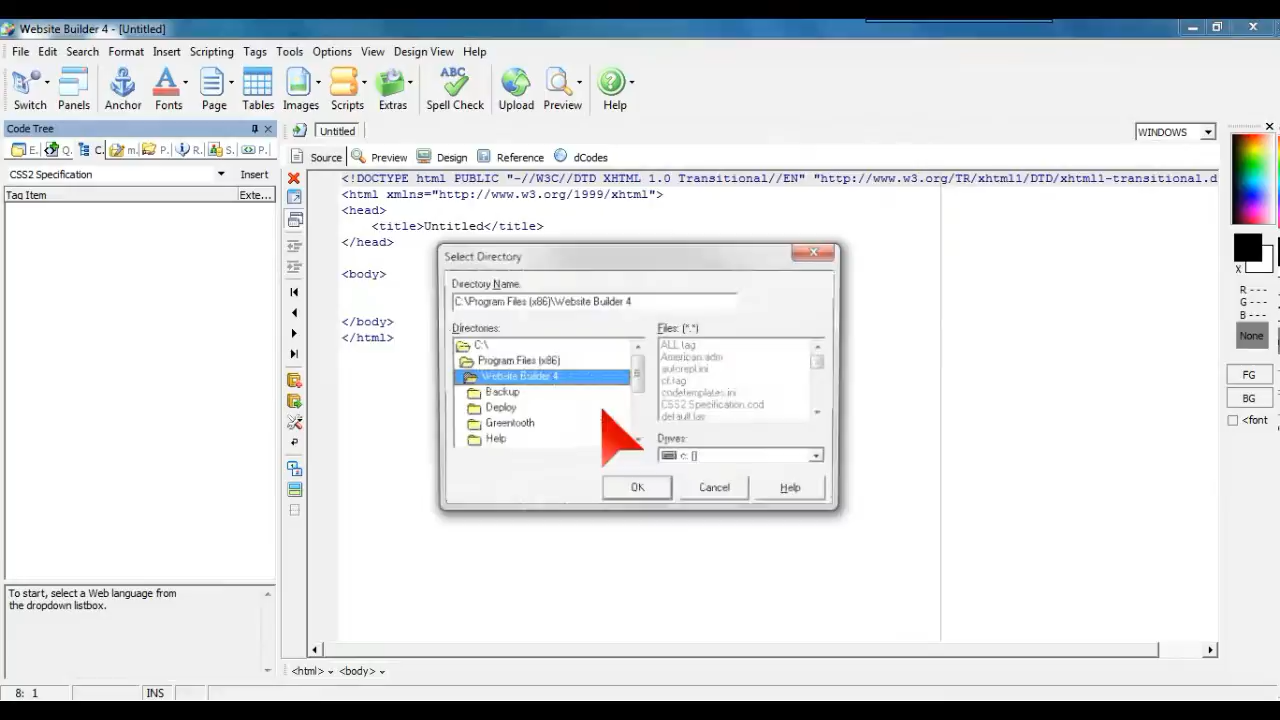 Website Builder 4 - [Untitled]
File Edit Search Format Insert Scripting Tags Tools Options View Design View Help
Switch Panels Anchor Fonts Page Tables Images Scripts Extras Spell Check Upload Preview Help
ABC
Code Tree
Untitled
WINDOWS
E. Q. C. m. P. R. S. P.
Source Preview Design Reference dCodes
CSS2 Specification Insert
Tag Item Exte...
<!DOCTYPE html PUBLIC "-//W3C//DTD XHTML 1.0 Transitional//EN" "http://www.w3.org/TR/xhtml1/DTD/xhtml1-transitional.d
<html xmlns="http://www.w3.org/1999/xhtml">
<head>
<title>Untitled</title>
</head>
<body>
</body>
</html>
Select Directory
Directory Name:
C:\Program Files (x86)\Website Builder 4
Directories:
C:\
Program Files (x86)
Website Builder 4
Backup
Deploy
Greentooth
Help
Files: (*.*)
ALL.tag
American.adm
autorepl.ini
cf.tag
codetemplates.ini
CSS2 Specification.cod
Drives:
c: []
OK Cancel Help
X
R ---
G ---
B ---
None
FG
BG
<font
To start, select a Web language from
the dropdown listbox.
<html> <body>
8: 1 INS